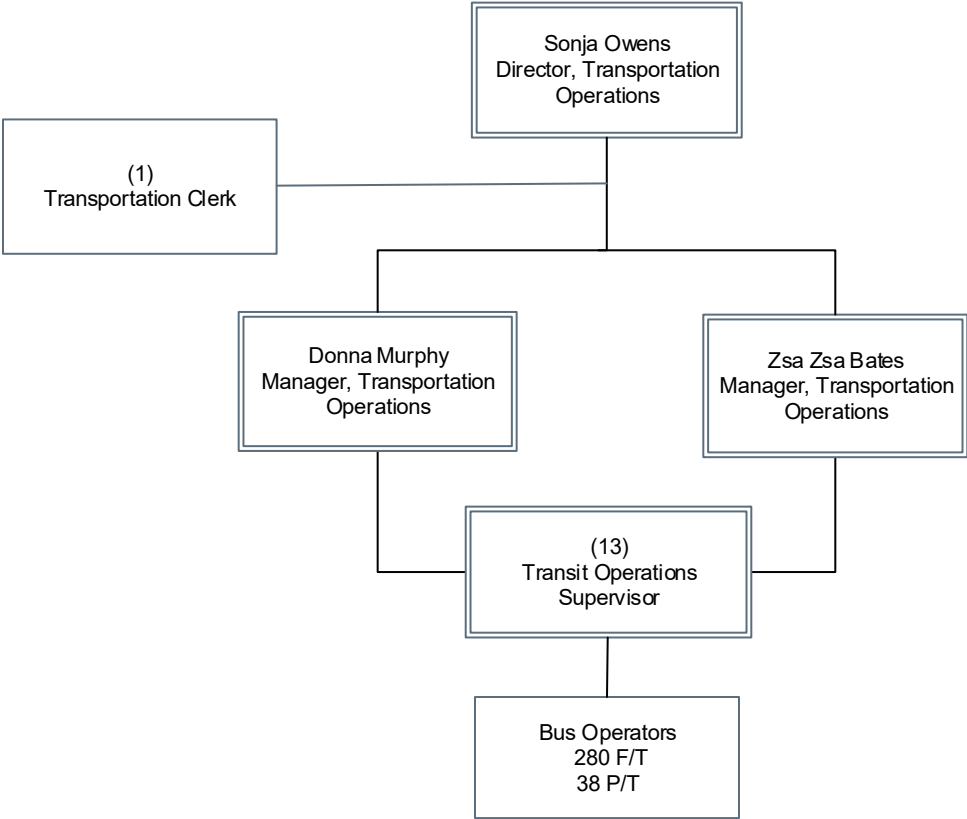 Sonja Owens
Director, Transportation
Operations
(1)
Transportation Clerk
Donna Murphy
Manager, Transportation
Operations
Zsa Zsa Bates
Manager, Transportation
Operations
(13)
Transit Operations
Supervisor
Bus Operators
280 F/T
38 P/T